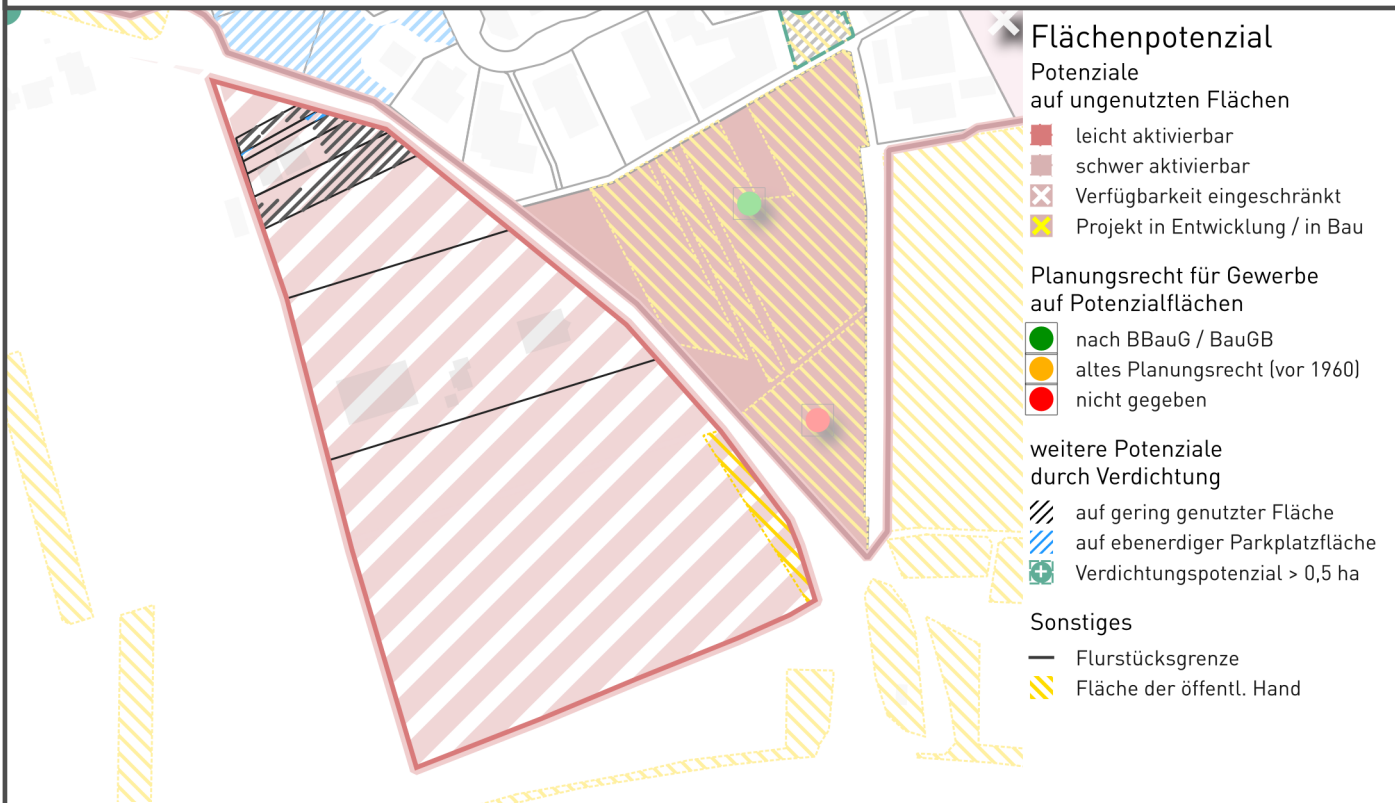 Flächenpotenzial
Potenziale
auf ungenutzten Flächen
leicht aktivierbar
schwer aktivierbar
Verfügbarkeit eingeschränkt
Projekt in Entwicklung / in Bau
Planungsrecht für Gewerbe
auf Potenzialflächen
nach BBauG / BauGB
altes Planungsrecht (vor 1960)
nicht gegeben
weitere Potenziale
durch Verdichtung
auf gering genutzter Fläche
auf ebenerdiger Parkplatzfläche
Verdichtungspotenzial > 0,5 ha
Sonstiges
Flurstücksgrenze
Fläche der öffentl. Hand